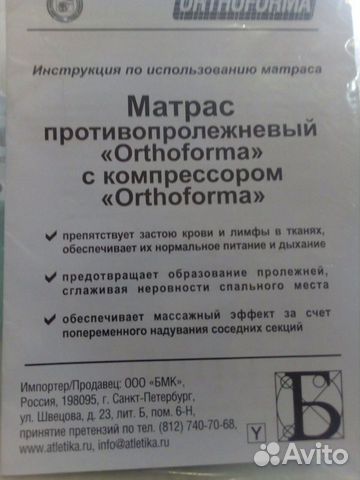 ORTHOFORMA
Инструкция по использованию матраса
Матрас
противопролежневый
«Orthoforma»
с компрессором
«Orthoforma»
препятствует застою крови и лимфы в тканях,
обеспечивает их нормальное питание и дыхание
предотвращает образование пролежней,
сглаживая неровности спального места
обеспечивает массажный эффект за счет
попеременного надувания соседних секций
Импортер/Продавец: ООО «БМК»,
Россия, 198095, г. Санкт-Петербург,
ул. Швецова, д. 23, лит. Б, пом. 6-Н,
принятие претензий по тел. (812) 740-70-68,
www.atletika.ru, info@atletika.ru
Y
Б
Avito